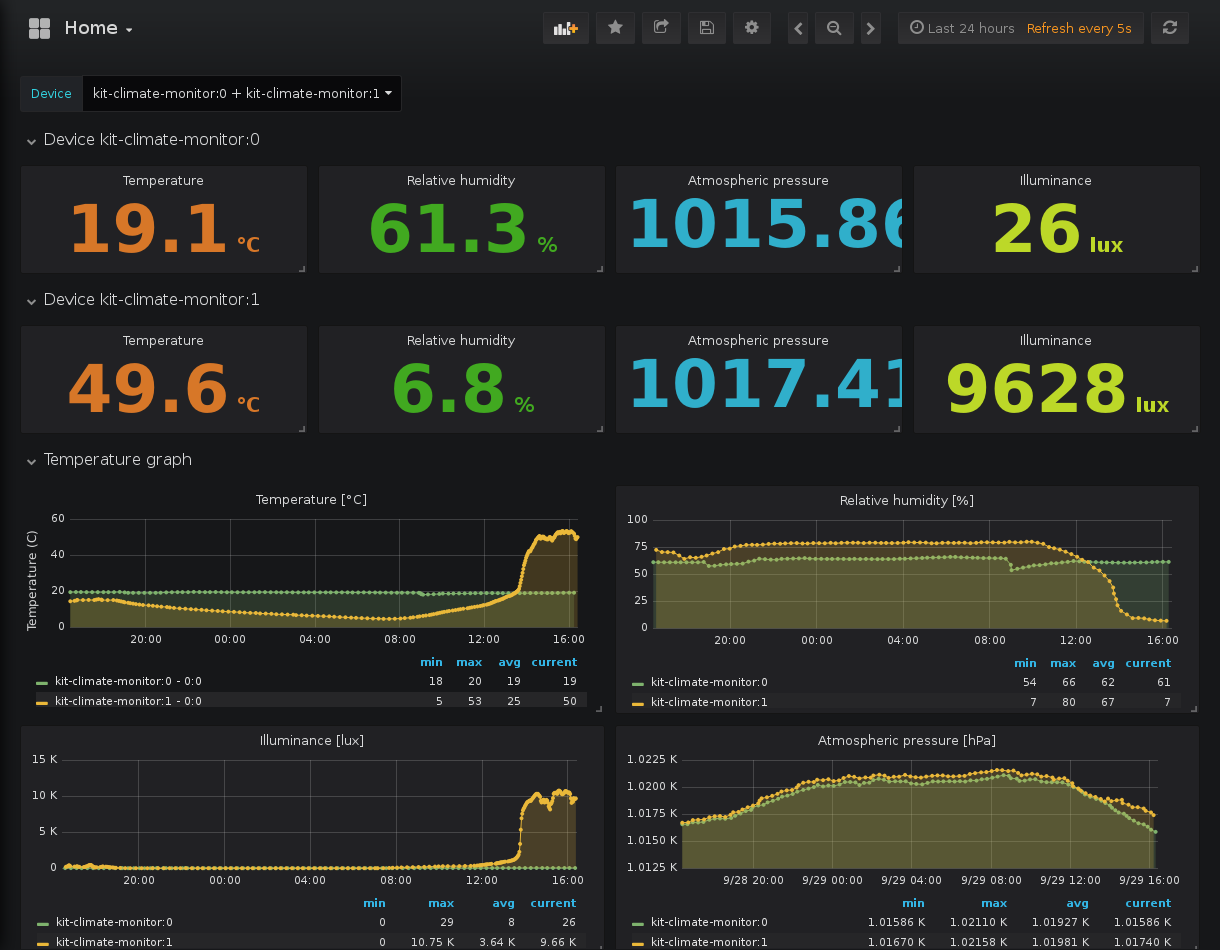 Home
Last 24 hours Refresh every 5s
Device kit-climate-monitor:0 + kit-climate-monitor:1
Device kit-climate-monitor:0
Temperature Relative humidity Atmospheric pressure Illuminance
19.1 °C 61.3 % 1015.86 26 lux
Device kit-climate-monitor:1
Temperature Relative humidity Atmospheric pressure Illuminance
49.6 °C 6.8 % 1017.41 9628 lux
Temperature graph
Temperature [°C]
Temperature (C)
60
40
20
0
20:00 00:00 04:00 08:00 12:00 16:00
min max avg current
kit-climate-monitor:0 - 0:0 18 20 19 19
kit-climate-monitor:1 - 0:0 5 53 25 50
Relative humidity [%]
100
75
50
25
0
20:00 00:00 04:00 08:00 12:00 16:00
min max avg current
kit-climate-monitor:0 54 66 62 61
kit-climate-monitor:1 7 80 67 7
Illuminance [lux]
15 K
10 K
5 K
0
20:00 00:00 04:00 08:00 12:00 16:00
min max avg current
kit-climate-monitor:0 0 29 8 26
kit-climate-monitor:1 0 10.75 K 3.64 K 9.66 K
Atmospheric pressure [hPa]
1.0225 K
1.0200 K
1.0175 K
1.0150 K
1.0125 K
9/28 20:00 9/29 00:00 9/29 04:00 9/29 08:00 9/29 12:00 9/29 16:00
min max avg current
kit-climate-monitor:0 1.01586 K 1.02110 K 1.01927 K 1.01586 K
kit-climate-monitor:1 1.01670 K 1.02158 K 1.01981 K 1.01740 K